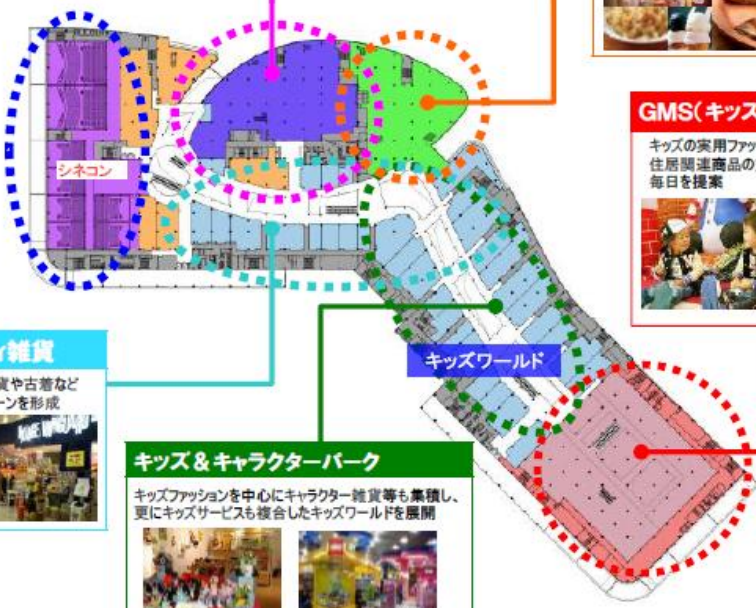 GMS(キッズ
キッズの実用ファッ
住居関連商品の
毎日を提案
シネコン
キッズワールド
雑貨
貨や古着など
ーンを形成
キッズ&キャラクターパーク
キッズファッションを中心にキャラクター雑貨等も集積し、
更にキッズサービスも複合したキッズワールドを展開